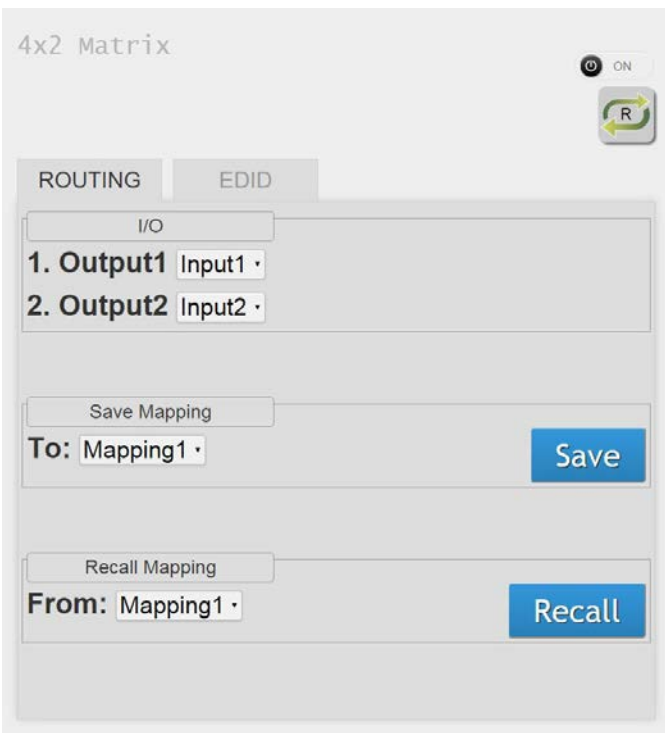 4x2 Matrix
ON
R
ROUTING EDID
I/O
1. Output1 Input1
2. Output2 Input2
Save Mapping
To: Mapping1
Save
Recall Mapping
From: Mapping1
Recall